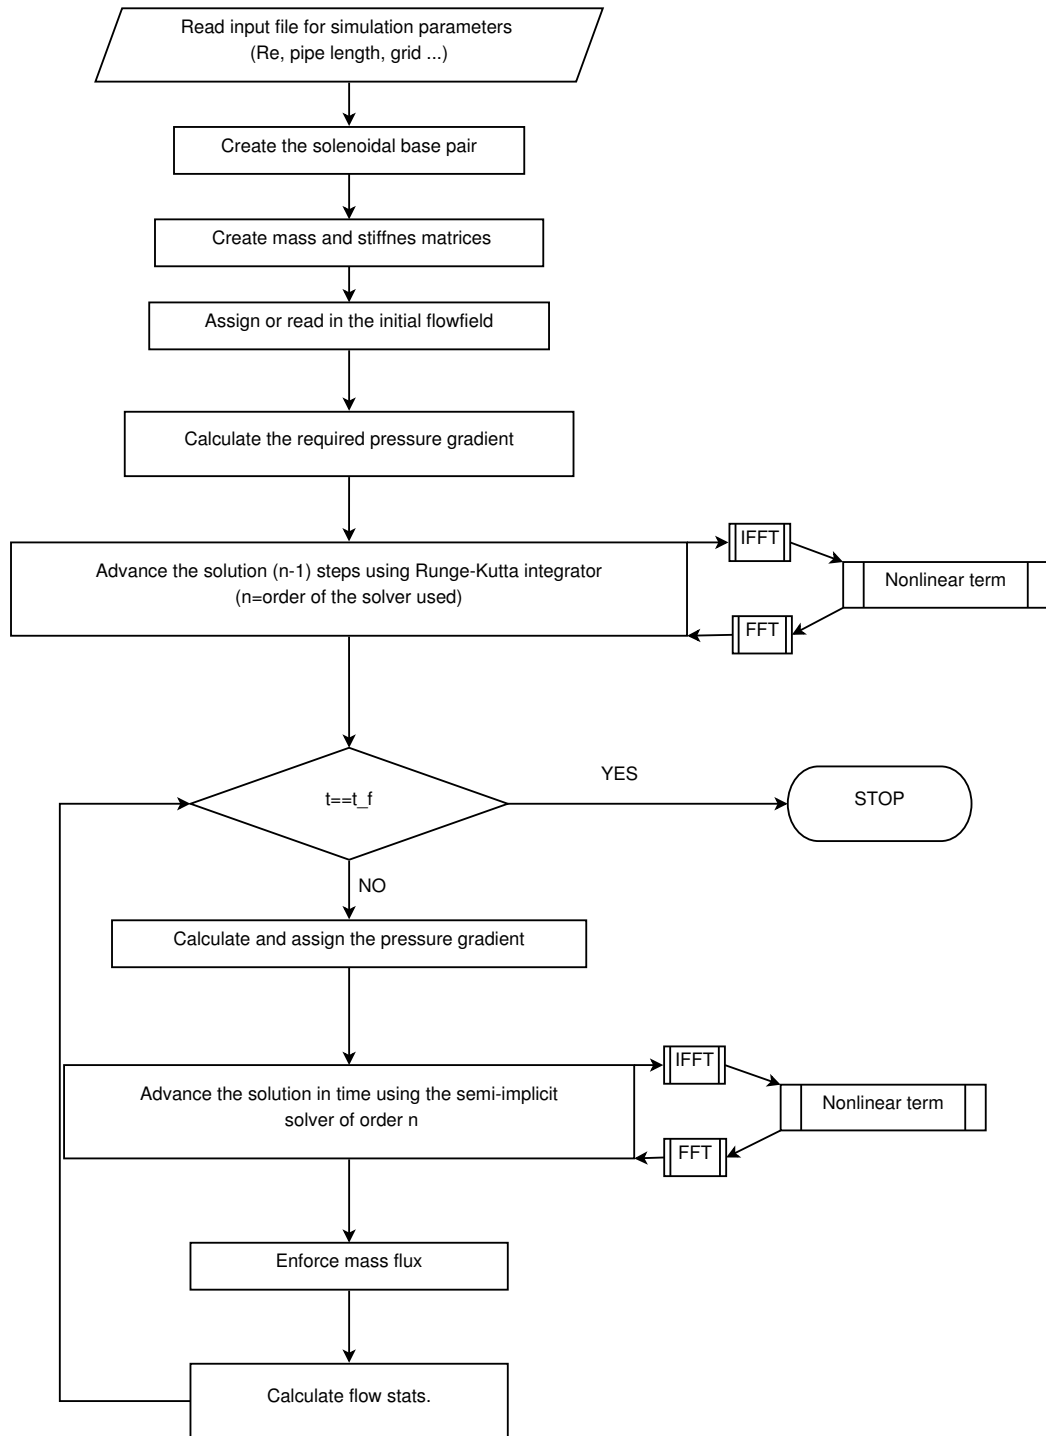 Read input file for simulation parameters
(Re, pipe length, grid ...)
Create the solenoidal base pair
Create mass and stiffnes matrices
Assign or read in the initial flowfield
Calculate the required pressure gradient
Advance the solution (n-1) steps using Runge-Kutta integrator
(n=order of the solver used)
IFFT
Nonlinear term
FFT
t==t_f
YES
STOP
NO
Calculate and assign the pressure gradient
Advance the solution in time using the semi-implicit
solver of order n
IFFT
Nonlinear term
FFT
Enforce mass flux
Calculate flow stats.